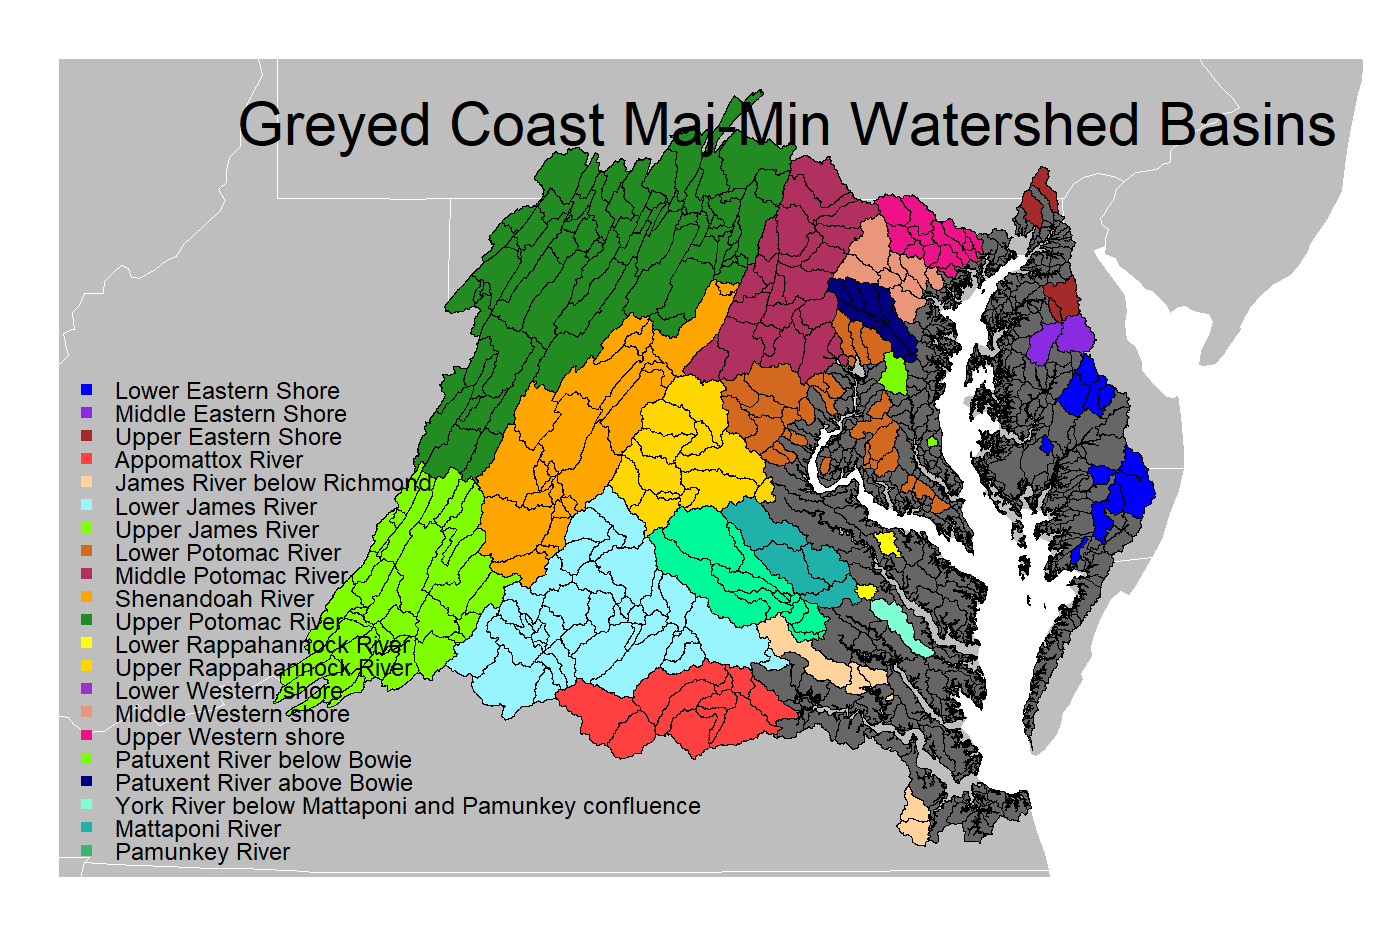 Greyed Coast Maj-Min Watershed Basins
Lower Eastern Shore
Middle Eastern Shore
Upper Eastern Shore
Appomattox River
James River below Richmond
Lower James River
Upper James River
Lower Potomac River
Middle Potomac River
Shenandoah River
Upper Potomac River
Lower Rappahannock River
Upper Rappahannock River
Lower Western shore
Middle Western shore
Upper Western shore
Patuxent River below Bowie
Patuxent River above Bowie
York River below Mattaponi and Pamunkey confluence
Mattaponi River
Pamunkey River